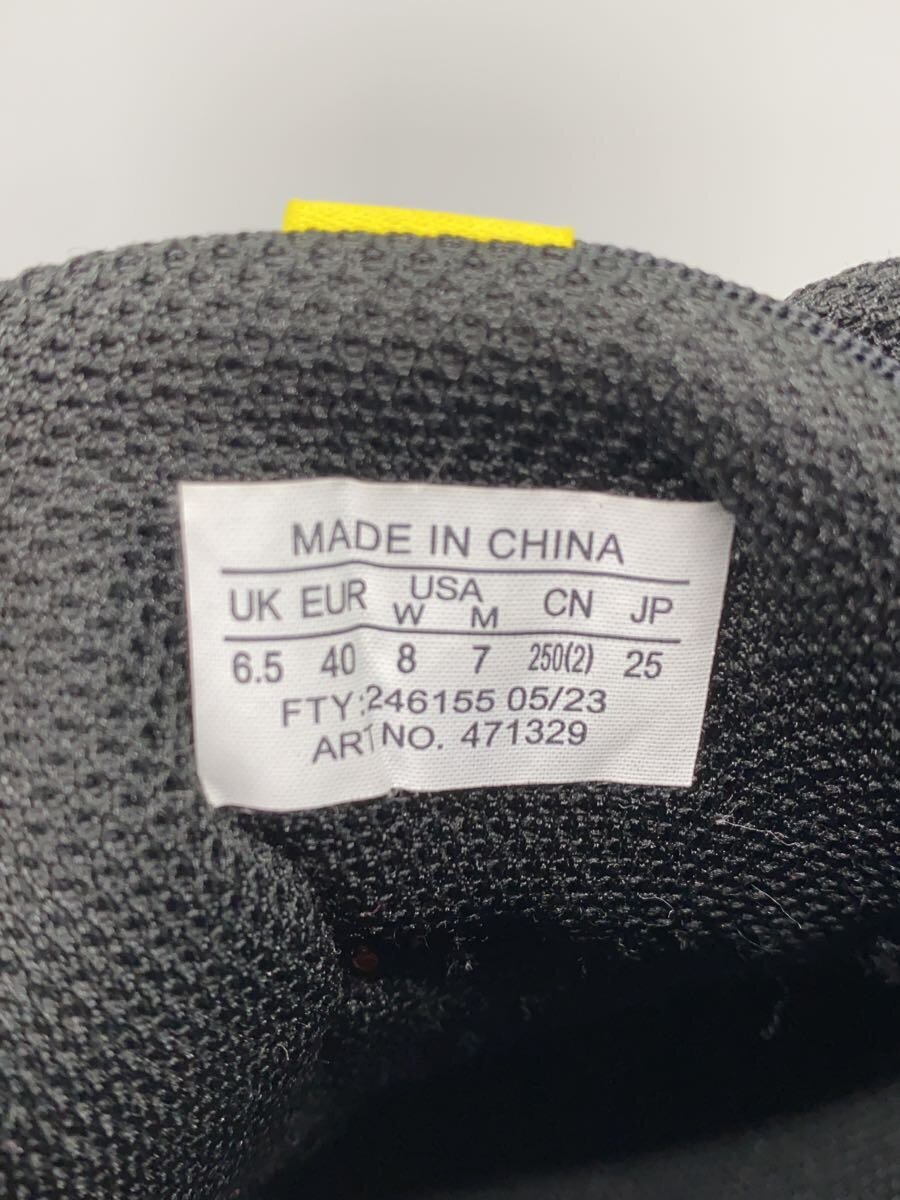 MADE IN CHINA
UK EUR USA CN JP
W M
6.5 40 8 7 250(2) 25
FTY:246155 05/23
ART NO. 471329